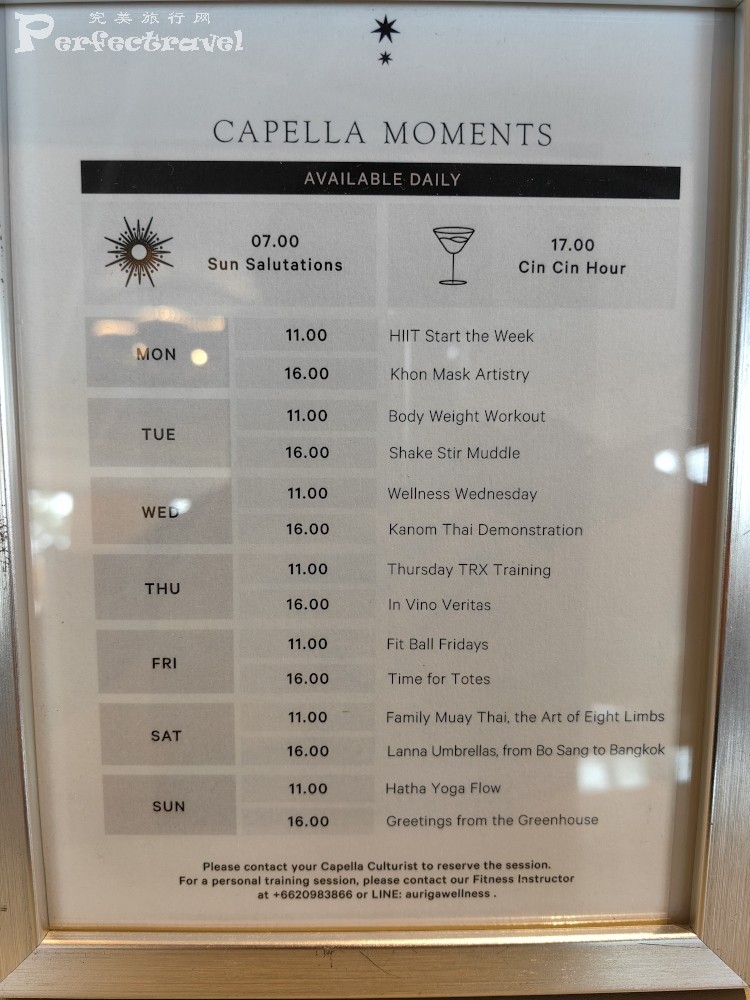 完美旅行网
Perfectravel
CAPELLA MOMENTS
AVAILABLE DAILY
07.00
Sun Salutations
17.00
Cin Cin Hour
MON
11.00 HIIT Start the Week
16.00 Khon Mask Artistry
TUE
11.00 Body Weight Workout
16.00 Shake Stir Muddle
WED
11.00 Wellness Wednesday
16.00 Kanom Thai Demonstration
THU
11.00 Thursday TRX Training
16.00 In Vino Veritas
FRI
11.00 Fit Ball Fridays
16.00 Time for Totes
SAT
11.00 Family Muay Thai, the Art of Eight Limbs
16.00 Lanna Umbrellas, from Bo Sang to Bangkok
SUN
11.00 Hatha Yoga Flow
16.00 Greetings from the Greenhouse
Please contact your Capella Culturist to reserve the session.
For a personal training session, please contact our Fitness Instructor
at +6620983866 or LINE: aurigawellness .